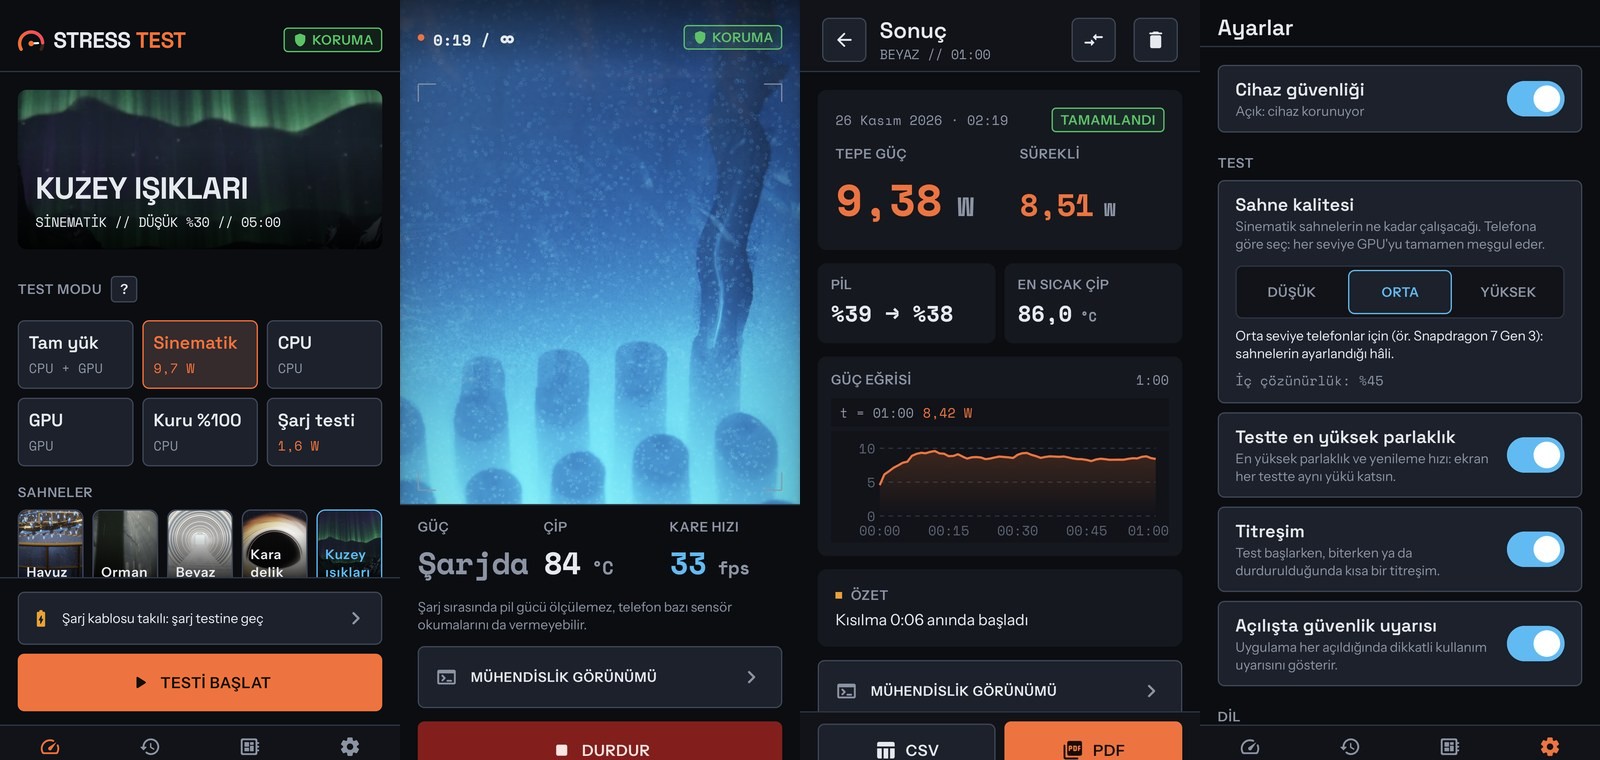 STRESS TEST
KORUMA
KUZEY IŞIKLARI
SİNEMATİK // DÜŞÜK %30 // 05:00
TEST MODU ?
Tam yük
CPU + GPU
Sinematik
9,7 W
CPU
CPU
GPU
GPU
Kuru %100
CPU
Şarj testi
1,6 W
SAHNELER
Havuz
Orman
Beyaz
Kara
delik
Kuzey
ışıkları
Şarj kablosu takılı: şarj testine geç
TESTİ BAŞLAT
0:19 / ∞
KORUMA
GÜÇ
ÇİP
KARE HIZI
Şarjda
84 °C
33 fps
Şarj sırasında pil gücü ölçülemez, telefon bazı sensör
okumalarını da vermeyebilir.
MÜHENDİSLİK GÖRÜNÜMÜ
DURDUR
Sonuç
BEYAZ // 01:00
26 Kasım 2026 · 02:19
TAMAMLANDI
TEPE GÜÇ
SÜREKLİ
9,38 W
8,51 W
PİL
%39 → %38
EN SICAK ÇİP
86,0 °C
GÜÇ EĞRİSİ
1:00
t = 01:00 8,42 W
10
5
0
00:00 00:15 00:30 00:45 01:00
ÖZET
Kısılma 0:06 anında başladı
MÜHENDİSLİK GÖRÜNÜMÜ
CSV
PDF
Ayarlar
Cihaz güvenliği
Açık: cihaz korunuyor
TEST
Sahne kalitesi
Sinematik sahnelerin ne kadar çalışacağı. Telefona
göre seç: her seviye GPU'yu tamamen meşgul eder.
DÜŞÜK
ORTA
YÜKSEK
Orta seviye telefonlar için (ör. Snapdragon 7 Gen 3):
sahnelerin ayarlandığı hâli.
İç çözünürlük: %45
Testte en yüksek parlaklık
En yüksek parlaklık ve yenileme hızı: ekran
her testte aynı yükü katsın.
Titreşim
Test başlarken, biterken ya da
durdurulduğunda kısa bir titreşim.
Açılışta güvenlik uyarısı
Uygulama her açıldığında dikkatli kullanım
uyarısını gösterir.
DİL